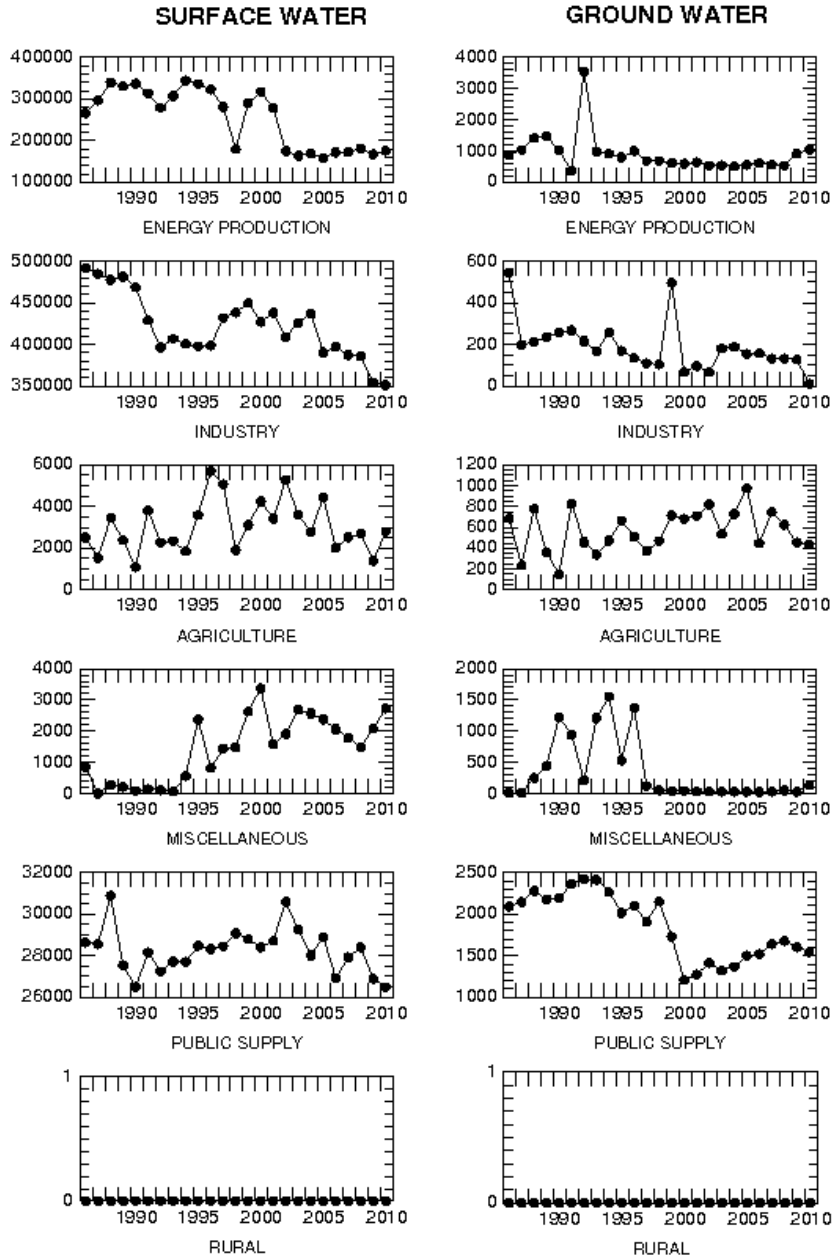 SURFACE WATER
GROUND WATER
400000
300000
200000
100000
1990 1995 2000 2005 2010
ENERGY PRODUCTION
4000
3000
2000
1000
0
1990 1995 2000 2005 2010
ENERGY PRODUCTION
500000
450000
400000
350000
1990 1995 2000 2005 2010
INDUSTRY
600
400
200
0
1990 1995 2000 2005 2010
INDUSTRY
6000
4000
2000
0
1990 1995 2000 2005 2010
AGRICULTURE
1200
1000
800
600
400
200
0
1990 1995 2000 2005 2010
AGRICULTURE
4000
3000
2000
1000
0
1990 1995 2000 2005 2010
MISCELLANEOUS
2000
1500
1000
500
0
1990 1995 2000 2005 2010
MISCELLANEOUS
32000
30000
28000
26000
1990 1995 2000 2005 2010
PUBLIC SUPPLY
2500
2000
1500
1000
1990 1995 2000 2005 2010
PUBLIC SUPPLY
1
0
1990 1995 2000 2005 2010
RURAL
1
0
1990 1995 2000 2005 2010
RURAL